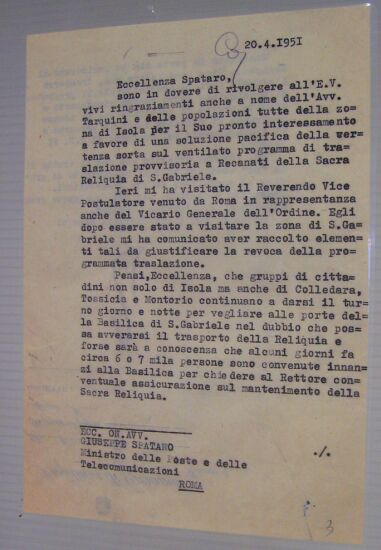 20.4.1951
Eccellenza Spataro,
sono in dovere di rivolgere all'E.V.
vivi ringraziamenti anche a nome dell'Avv.
Tarquini e delle popolazioni tutte della zo-
na di Isola per il Suo pronto interessamento
a favore di una soluzione pacifica della ver-
tenza sorta sul ventilato programma di tra-
slazione provvisoria a Recanati della Sacra
Reliquia di S.Gabriele.
Ieri mi ha visitato il Reverendo Vice
Postulatore venuto da Roma in rappresentanza
anche del Vicario Generale dell'Ordine. Egli
dopo essere stato a visitare la zona di S.Ga-
briele mi ha comunicato aver raccolto elemen-
ti tali da giustificare la revoca della pro-
grammata traslazione.
Pensi,Eccellenza, che gruppi di citta-
dini non solo di Isola ma anche di Colledara,
Tossicia e Montorio continuano a darsi il tur-
no giorno e notte per vegliare alle porte del-
la Basilica di S.Gabriele nel dubbio che pos-
sa avverarsi il trasporto della Reliquia e
forse sarà a conoscenza che alcuni giorni fa
circa 6 o 7 mila persone sono convenute innan-
zi alla Basilica per chiedere al Rettore con-
ventuale assicurazione sul mantenimento della
Sacra Reliquia.
ECC. ON.AVV.
GIUSEPPE SPATARO
Ministro delle Poste e delle
Telecomunicazioni
./.
ROMA
3